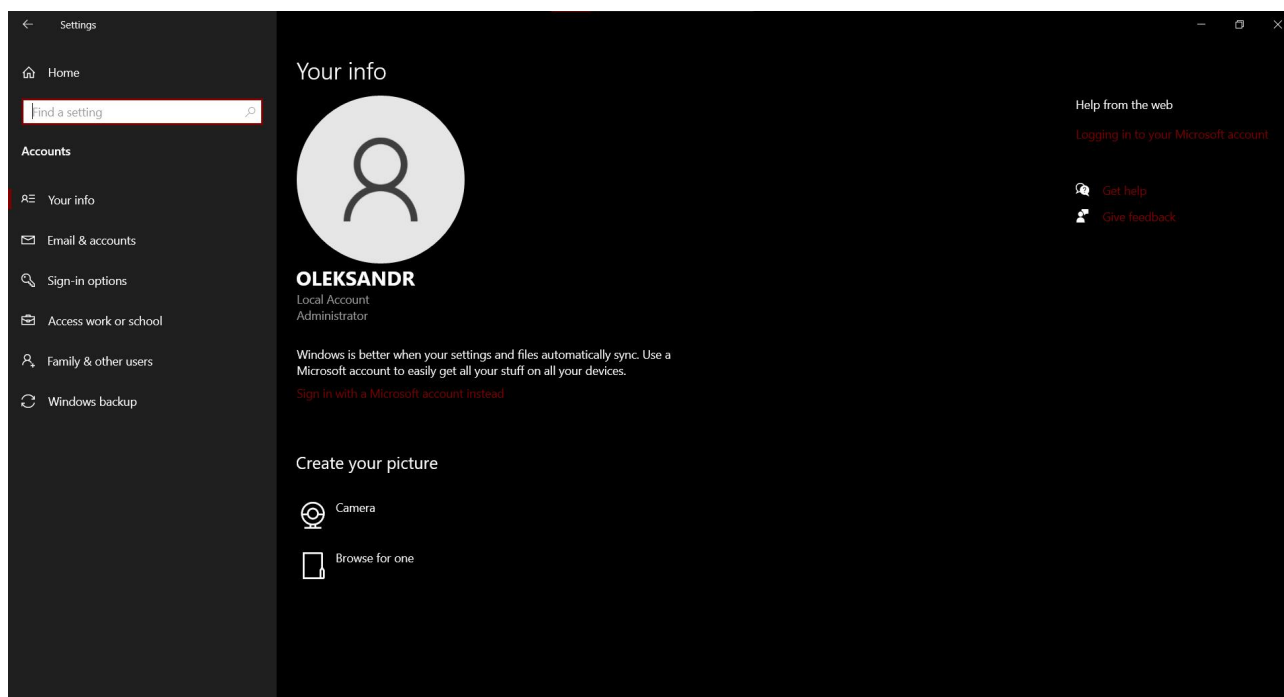 Settings
Home
Find a setting
Accounts
Your info
Email & accounts
Sign-in options
Access work or school
Family & other users
Windows backup
Your info
OLEKSANDR
Local Account
Administrator
Windows is better when your settings and files automatically sync. Use a
Microsoft account to easily get all your stuff on all your devices.
Sign in with a Microsoft account instead
Create your picture
Camera
Browse for one
Help from the web
Logging in to your Microsoft account
Get help
Give feedback